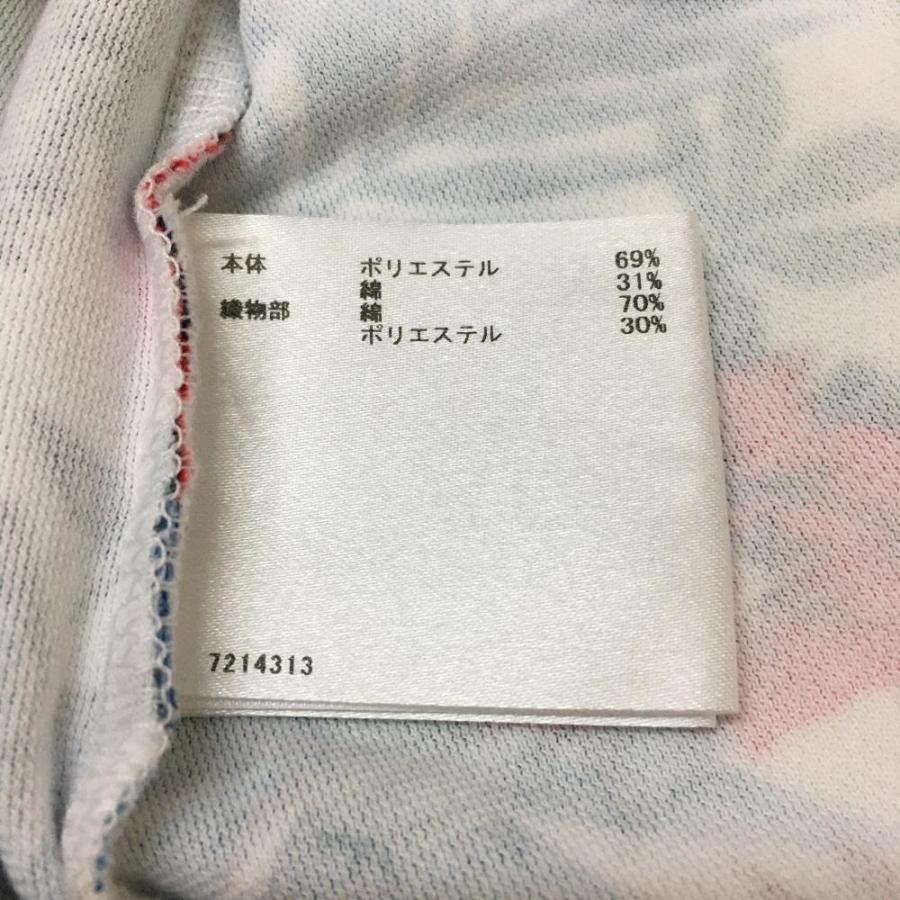 本体 ポリエステル 69%
綿 31%
織物部 綿 70%
ポリエステル 30%
7214313